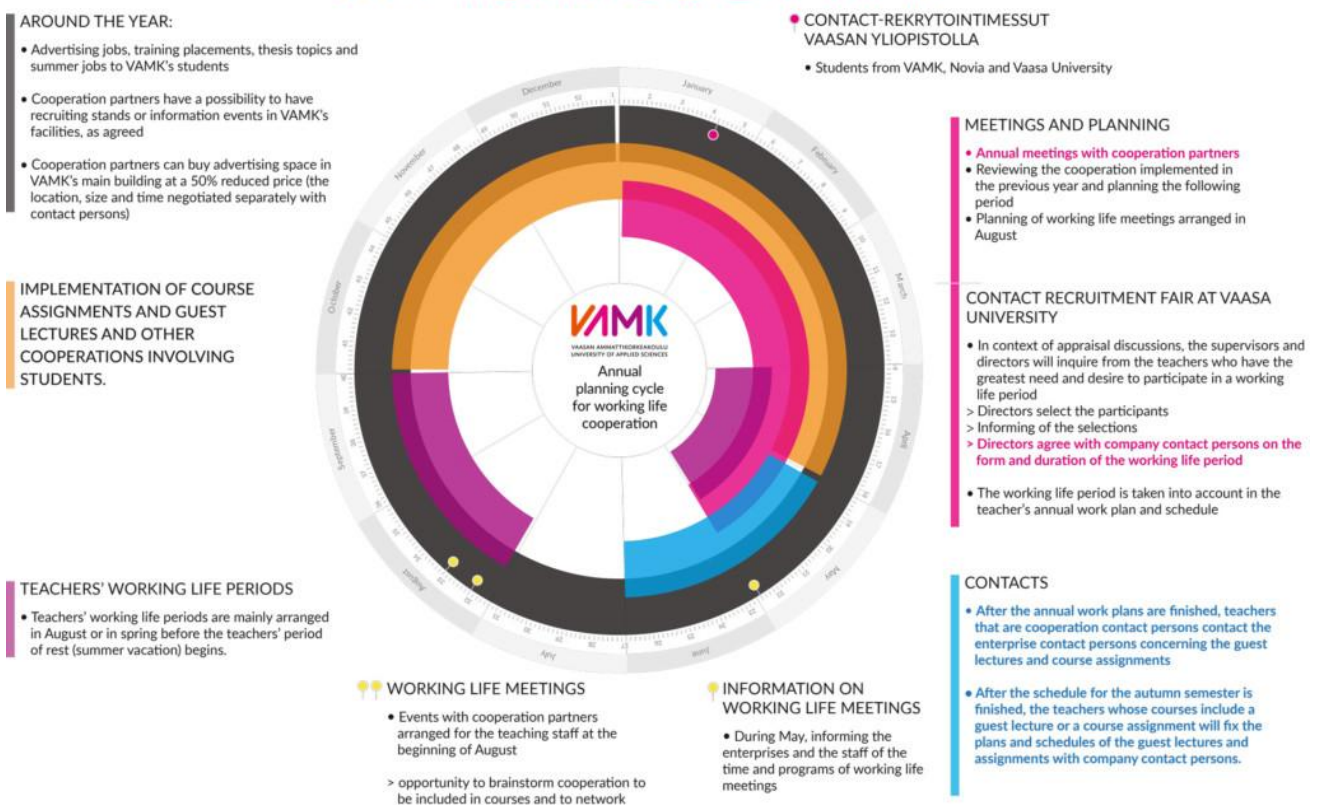 AROUND THE YEAR:
• Advertising jobs, training placements, thesis topics and
summer jobs to VAMK's students
• Cooperation partners have a possibility to have
recruiting stands or information events in VAMK's
facilities, as agreed
• Cooperation partners can buy advertising space in
VAMK's main building at a 50% reduced price (the
location, size and time negotiated separately with
contact persons)
IMPLEMENTATION OF COURSE
ASSIGNMENTS AND GUEST
LECTURES AND OTHER
COOPERATIONS INVOLVING
STUDENTS.
TEACHERS' WORKING LIFE PERIODS
• Teachers' working life periods are mainly arranged
in August or in spring before the teachers' period
of rest (summer vacation) begins.
January
February
March
April
May
June
July
August
September
October
November
December
VAMK
VAASAN AMMATTIKORKEAKOULU
UNIVERSITY OF APPLIED SCIENCES
Annual
planning cycle
for working life
cooperation
WORKING LIFE MEETINGS
• Events with cooperation partners
arranged for the teaching staff at the
beginning of August
> opportunity to brainstorm cooperation to
be included in courses and to network
INFORMATION ON
WORKING LIFE MEETINGS
• During May, informing the
enterprises and the staff of the
time and programs of working life
meetings
CONTACT-REKRYTOINTIMESSUT
VAASAN YLIOPISTOLLA
• Students from VAMK, Novia and Vaasa University
MEETINGS AND PLANNING
• Annual meetings with cooperation partners
• Reviewing the cooperation implemented in
the previous year and planning the following
period
• Planning of working life meetings arranged in
August
CONTACT RECRUITMENT FAIR AT VAASA
UNIVERSITY
• In context of appraisal discussions, the supervisors and
directors will inquire from the teachers who have the
greatest need and desire to participate in a working
life period
> Directors select the participants
> Informing of the selections
> Directors agree with company contact persons on the
form and duration of the working life period
• The working life period is taken into account in the
teacher's annual work plan and schedule
CONTACTS
• After the annual work plans are finished, teachers
that are cooperation contact persons contact the
enterprise contact persons concerning the guest
lectures and course assignments
• After the schedule for the autumn semester is
finished, the teachers whose courses include a
guest lecture or a course assignment will fix the
plans and schedules of the guest lectures and
assignments with company contact persons.